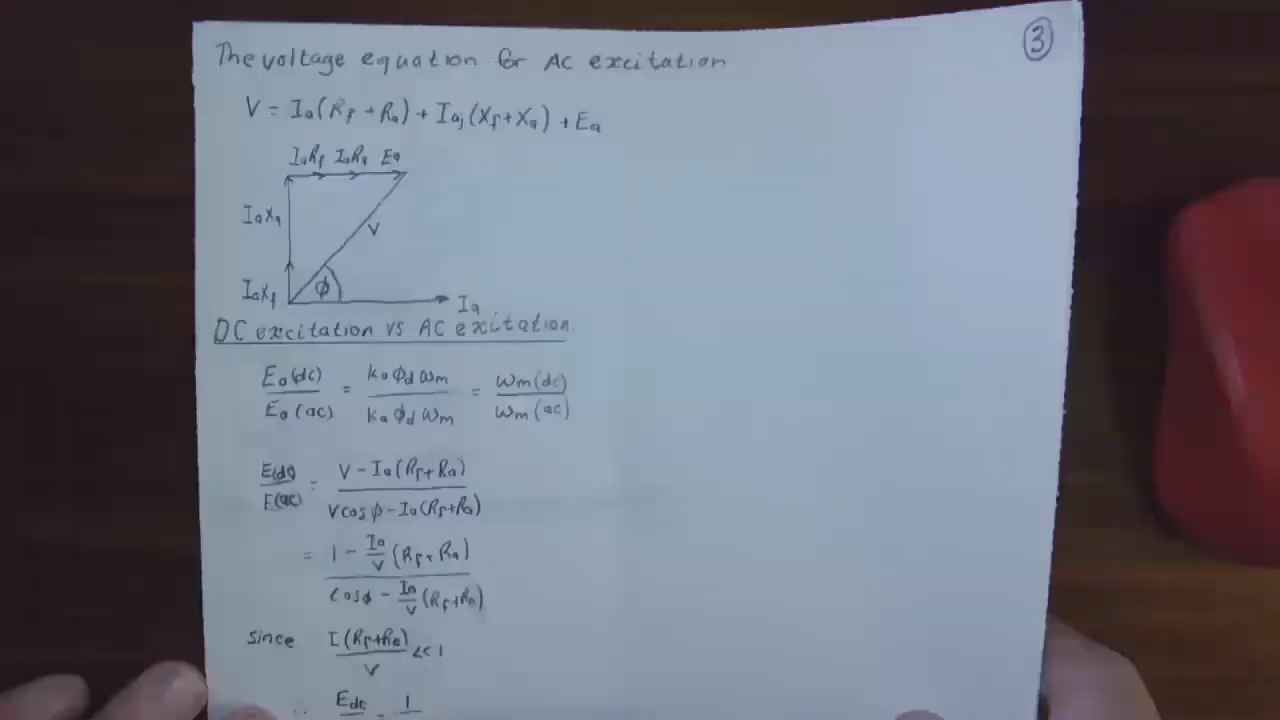 ③
The voltage equation for AC excitation
V = Ia(Rf + Ra) + Iaj(Xf+Xa) + Ea
IaRf IaRa Ea
IaXa
V
IaXf
ϕ
Ia
DC excitation vs AC excitation.
Ea(dc) / Ea(ac) = kaϕdωm / kaϕdωm = ωm(dc) / ωm(ac)
E(dc) / E(ac) = V - Ia(Rf+Ra) / Vcosϕ - Ia(Rf+Ra)
= 1 - Ia/V (Rf+Ra) / Cosϕ - Ia/V (Rf+Ra)
Since I(Rf+Ra) / V << 1
∴ Edc = 1